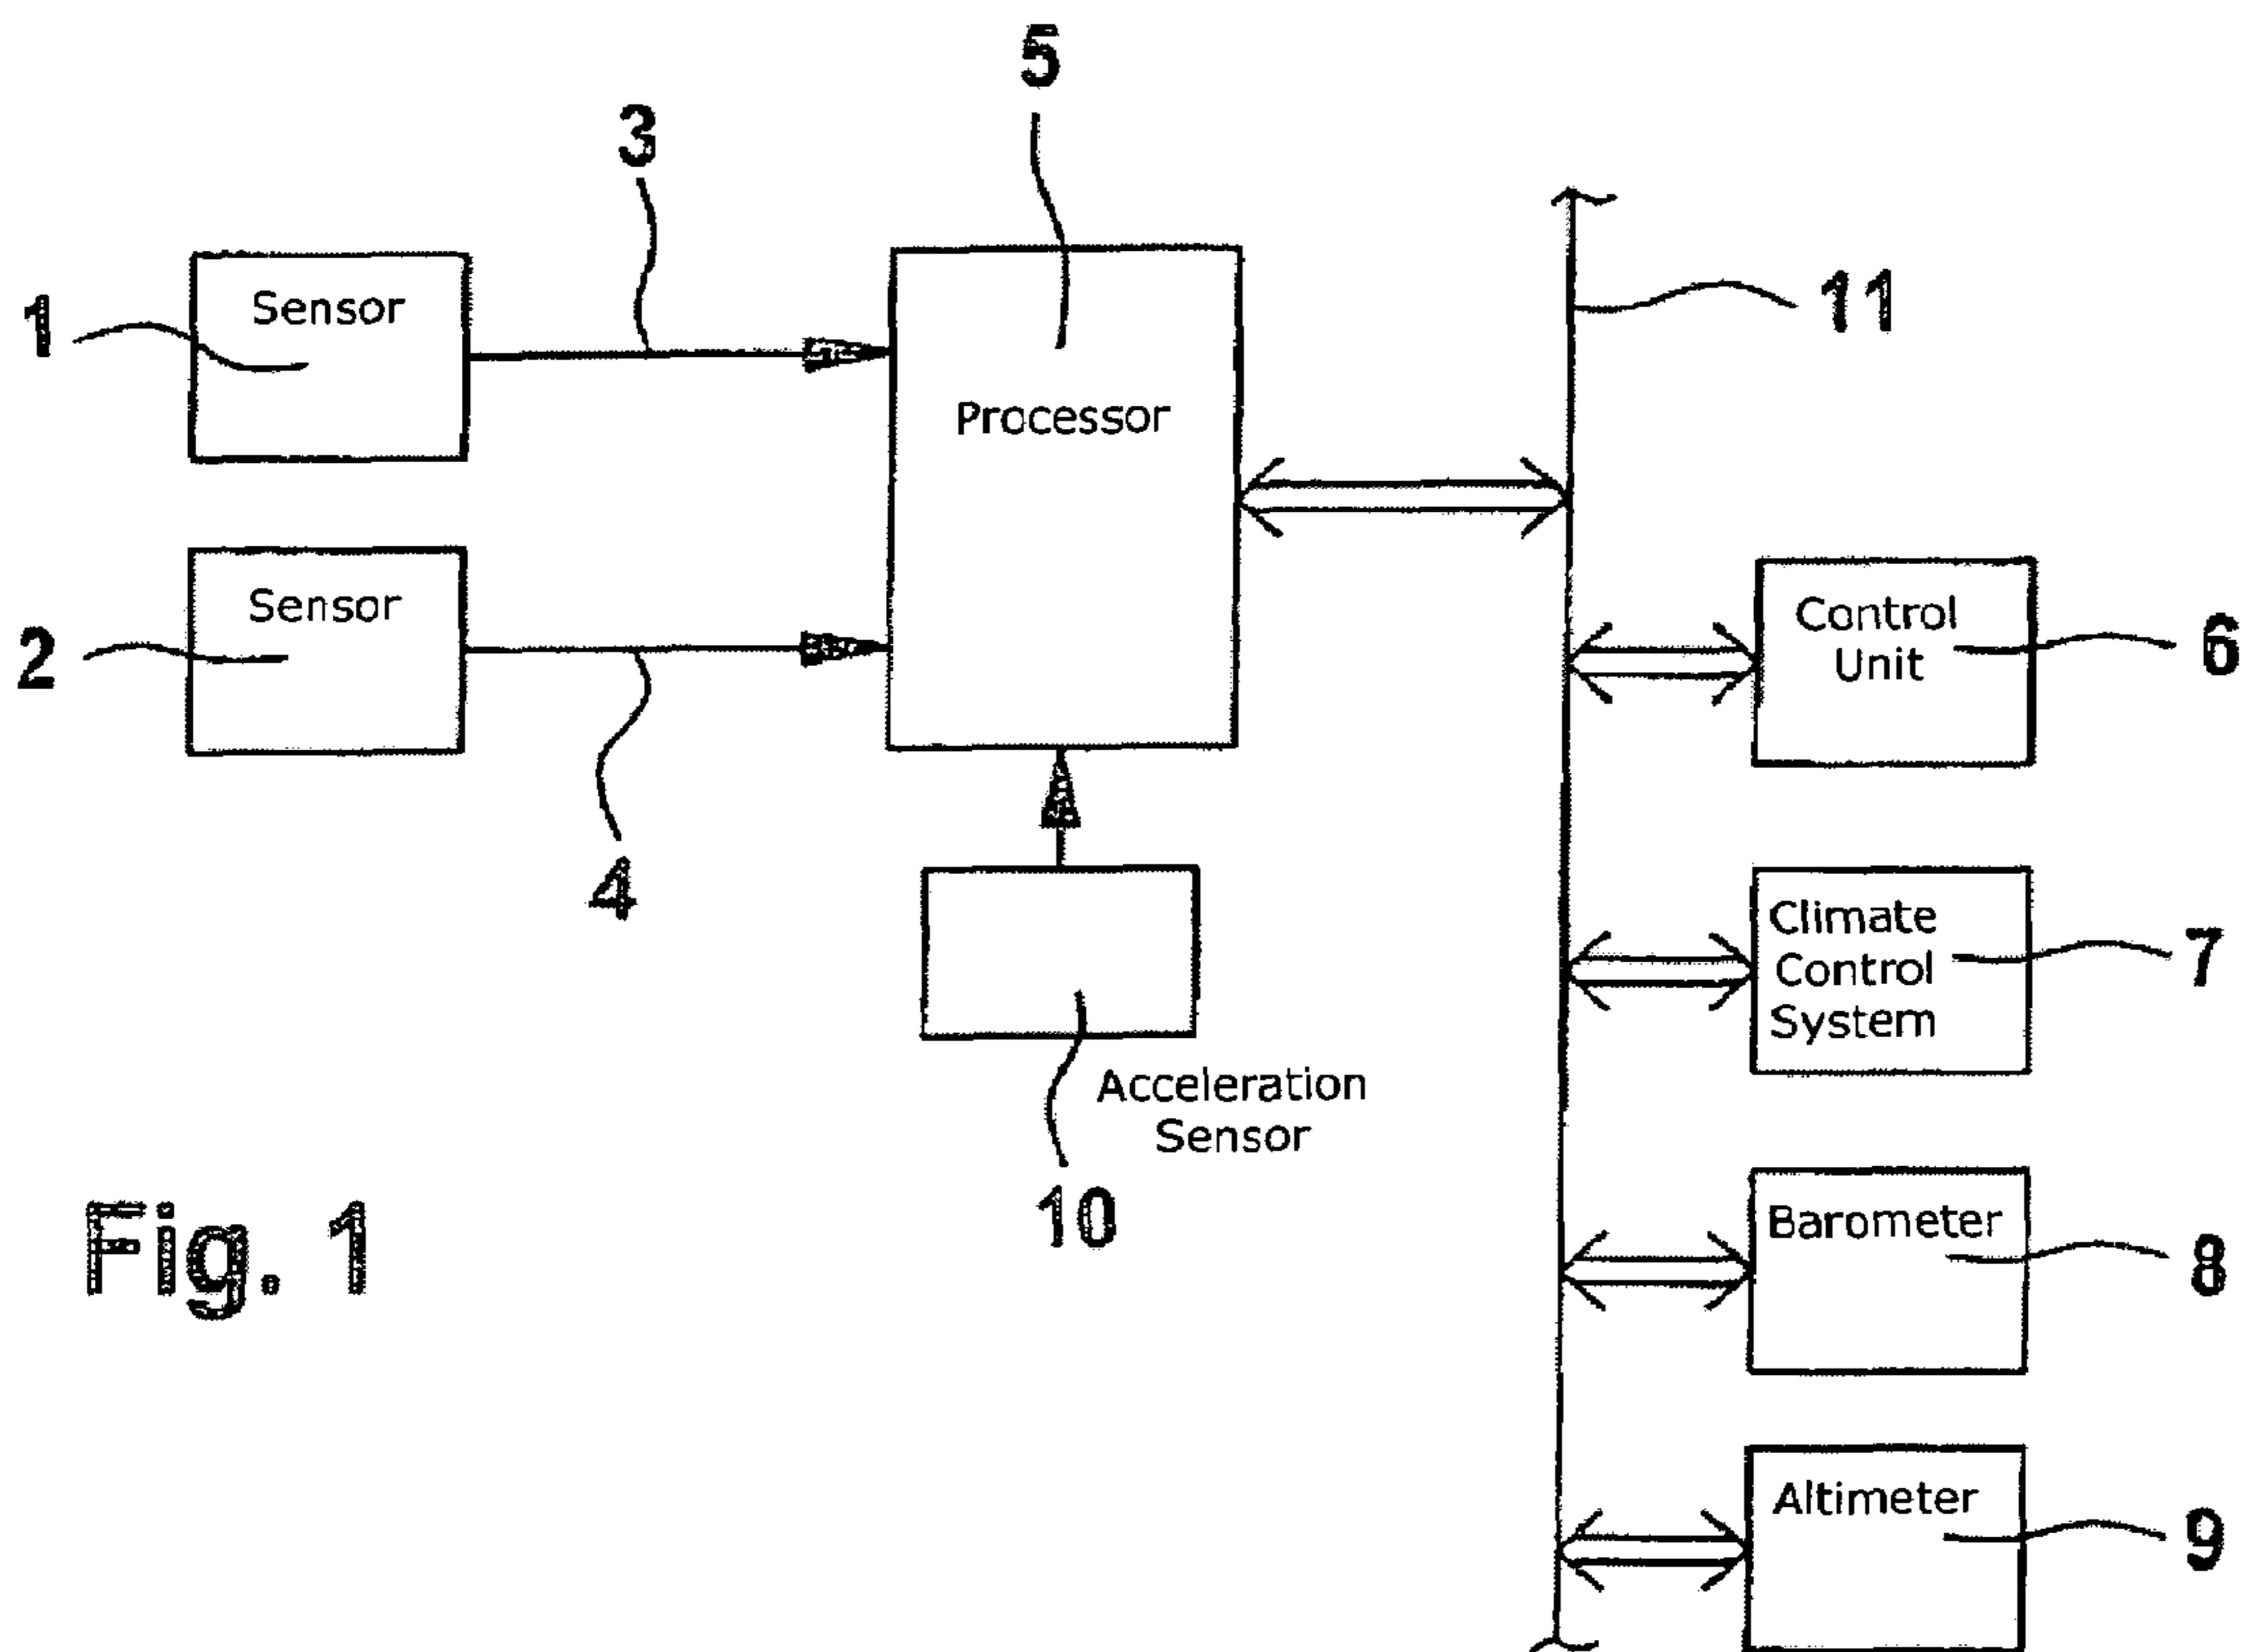 5
3
11
1
Sensor
Processor
2
Sensor
Control
Unit
6
4
Climate
Control
System
7
Acceleration
Sensor
10
Barometer
8
Altimeter
9
Fig. 1